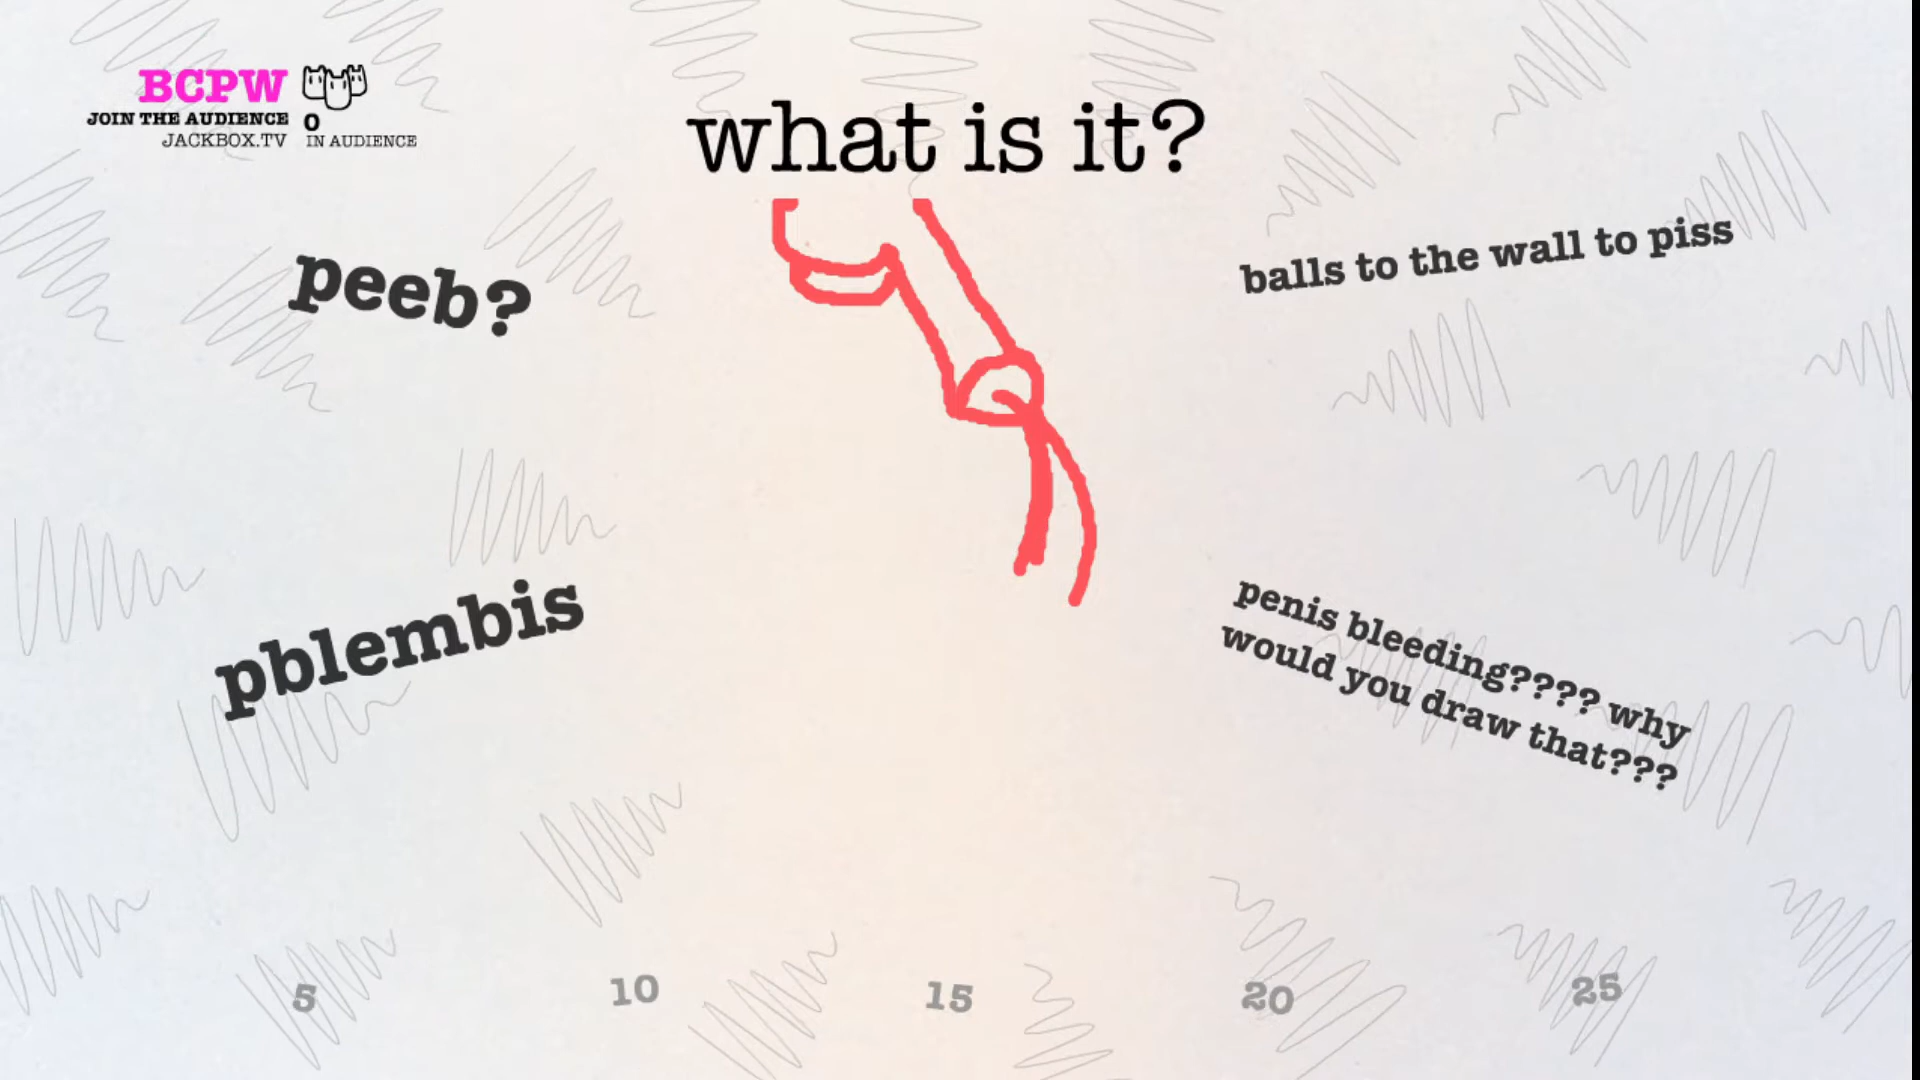 BCPW
JOIN THE AUDIENCE
JACKBOX.TV
0
IN AUDIENCE
what is it?
peeb?
balls to the wall to piss
pblembis
penis bleeding???? why
would you draw that???
5
10
15
20
25